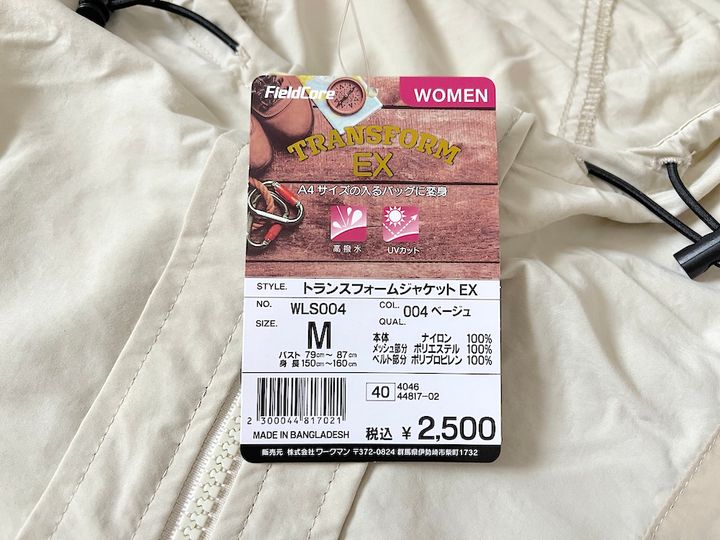 FieldCore
WOMEN
TRANSFORM
EX
A4サイズの入るバッグに変身
高撥水 UVカット
STYLE. トランスフォームジャケット EX
NO. WLS004 COL. 004 ベージュ
SIZE. M QUAL.
バスト 79cm～ 87cm
身長150cm～160cm
本体 ナイロン 100%
メッシュ部分 ポリエステル 100%
ベルト部分 ポリプロピレン 100%
40 4046
44817-02
2 300044 817021
MADE IN BANGLADESH 税込 ¥2,500
販売元 株式会社ワークマン 〒372-0824 群馬県伊勢崎市柴町1732